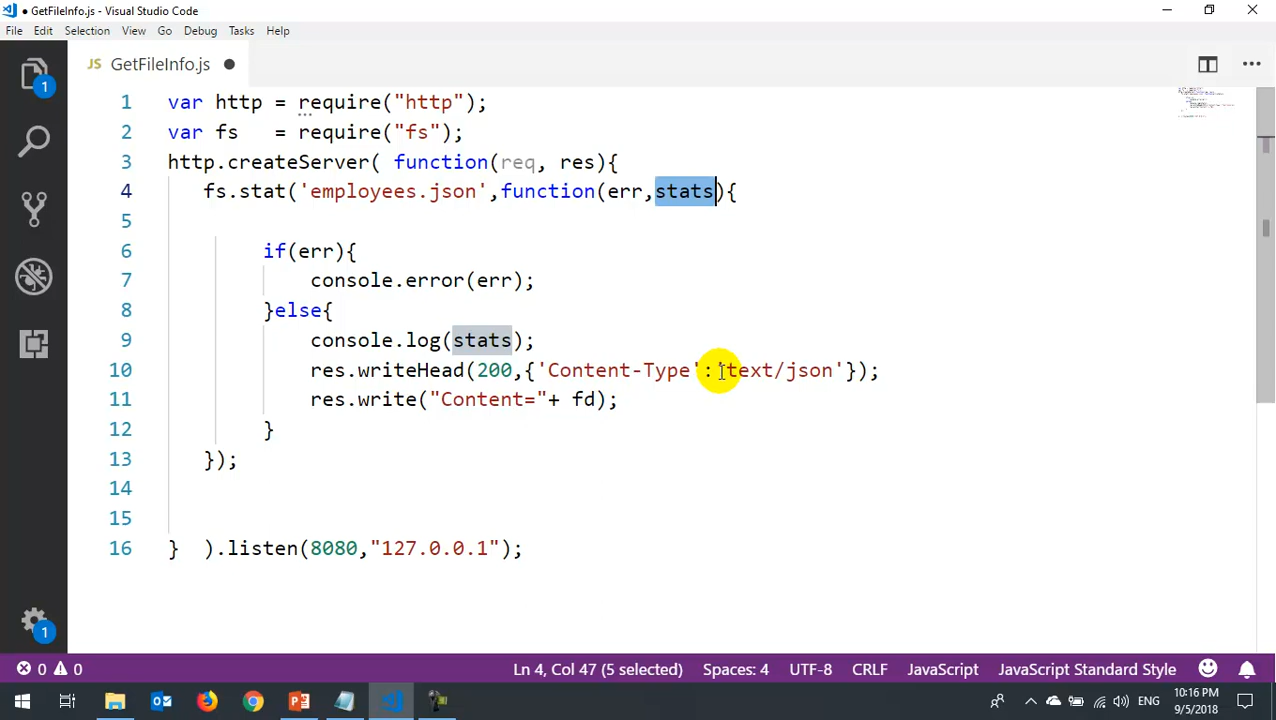 ● GetFileInfo.js - Visual Studio Code
File Edit Selection View Go Debug Tasks Help
JS GetFileInfo.js ●
1 var http = require("http");
2 var fs   = require("fs");
3 http.createServer( function(req, res){
4    fs.stat('employees.json',function(err,stats){
5
6         if(err){
7             console.error(err);
8         }else{
9             console.log(stats);
10             res.writeHead(200,{'Content-Type':'text/json'});
11             res.write("Content="+ fd);
12         }
13    });
14
15
16 }  ).listen(8080,"127.0.0.1");
1
1
0 0 Ln 4, Col 47 (5 selected) Spaces: 4 UTF-8 CRLF JavaScript JavaScript Standard Style
ENG 10:16 PM
9/5/2018